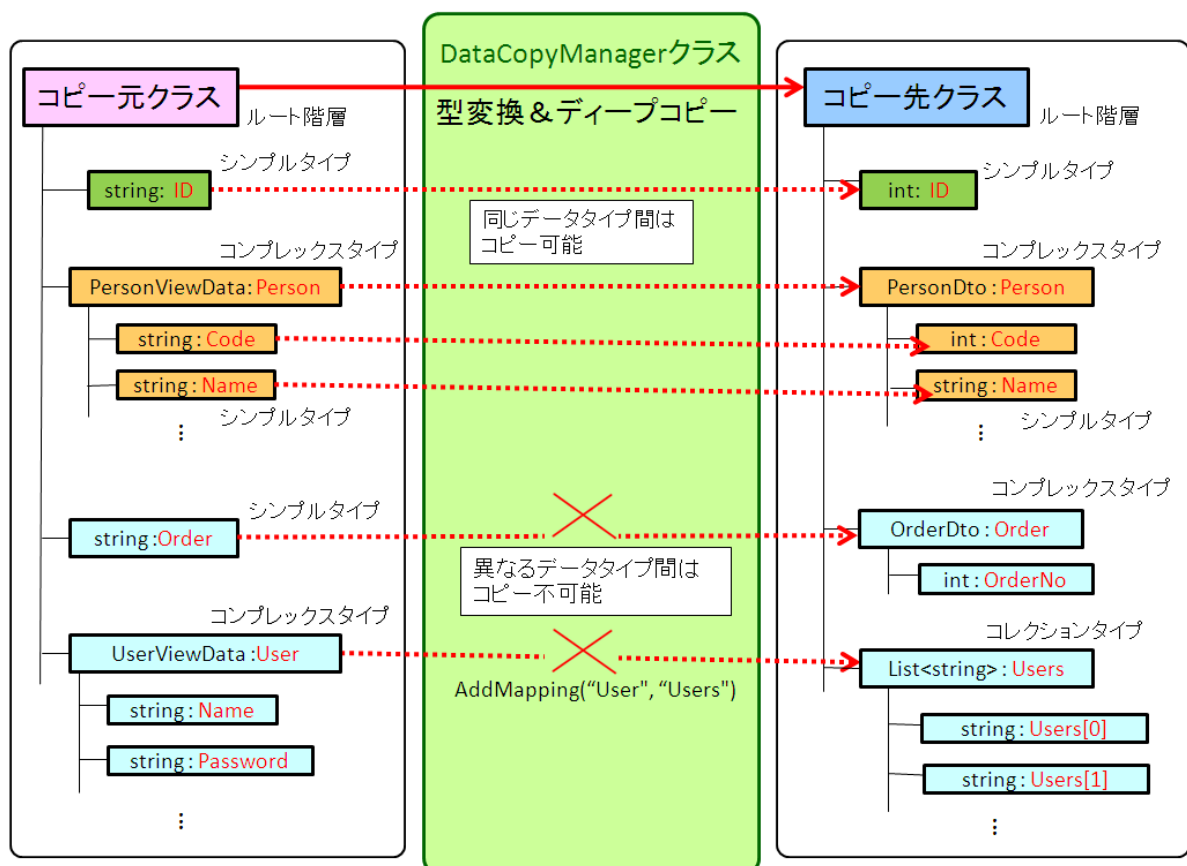 DataCopyManagerクラス
型変換＆ディープコピー
コピー元クラス
ルート階層
コピー先クラス
ルート階層
シンプルタイプ
string: ID
シンプルタイプ
int: ID
同じデータタイプ間は
コピー可能
コンプレックスタイプ
PersonViewData:Person
コンプレックスタイプ
PersonDto:Person
string:Code
int:Code
string:Name
string:Name
シンプルタイプ
シンプルタイプ
⋮
⋮
シンプルタイプ
string:Order
コンプレックスタイプ
OrderDto:Order
int:OrderNo
異なるデータタイプ間は
コピー不可能
コンプレックスタイプ
UserViewData:User
コレクションタイプ
List<string>:Users
AddMapping(“User", “Users")
string:Name
string:Password
⋮
string:Users[0]
string:Users[1]
⋮